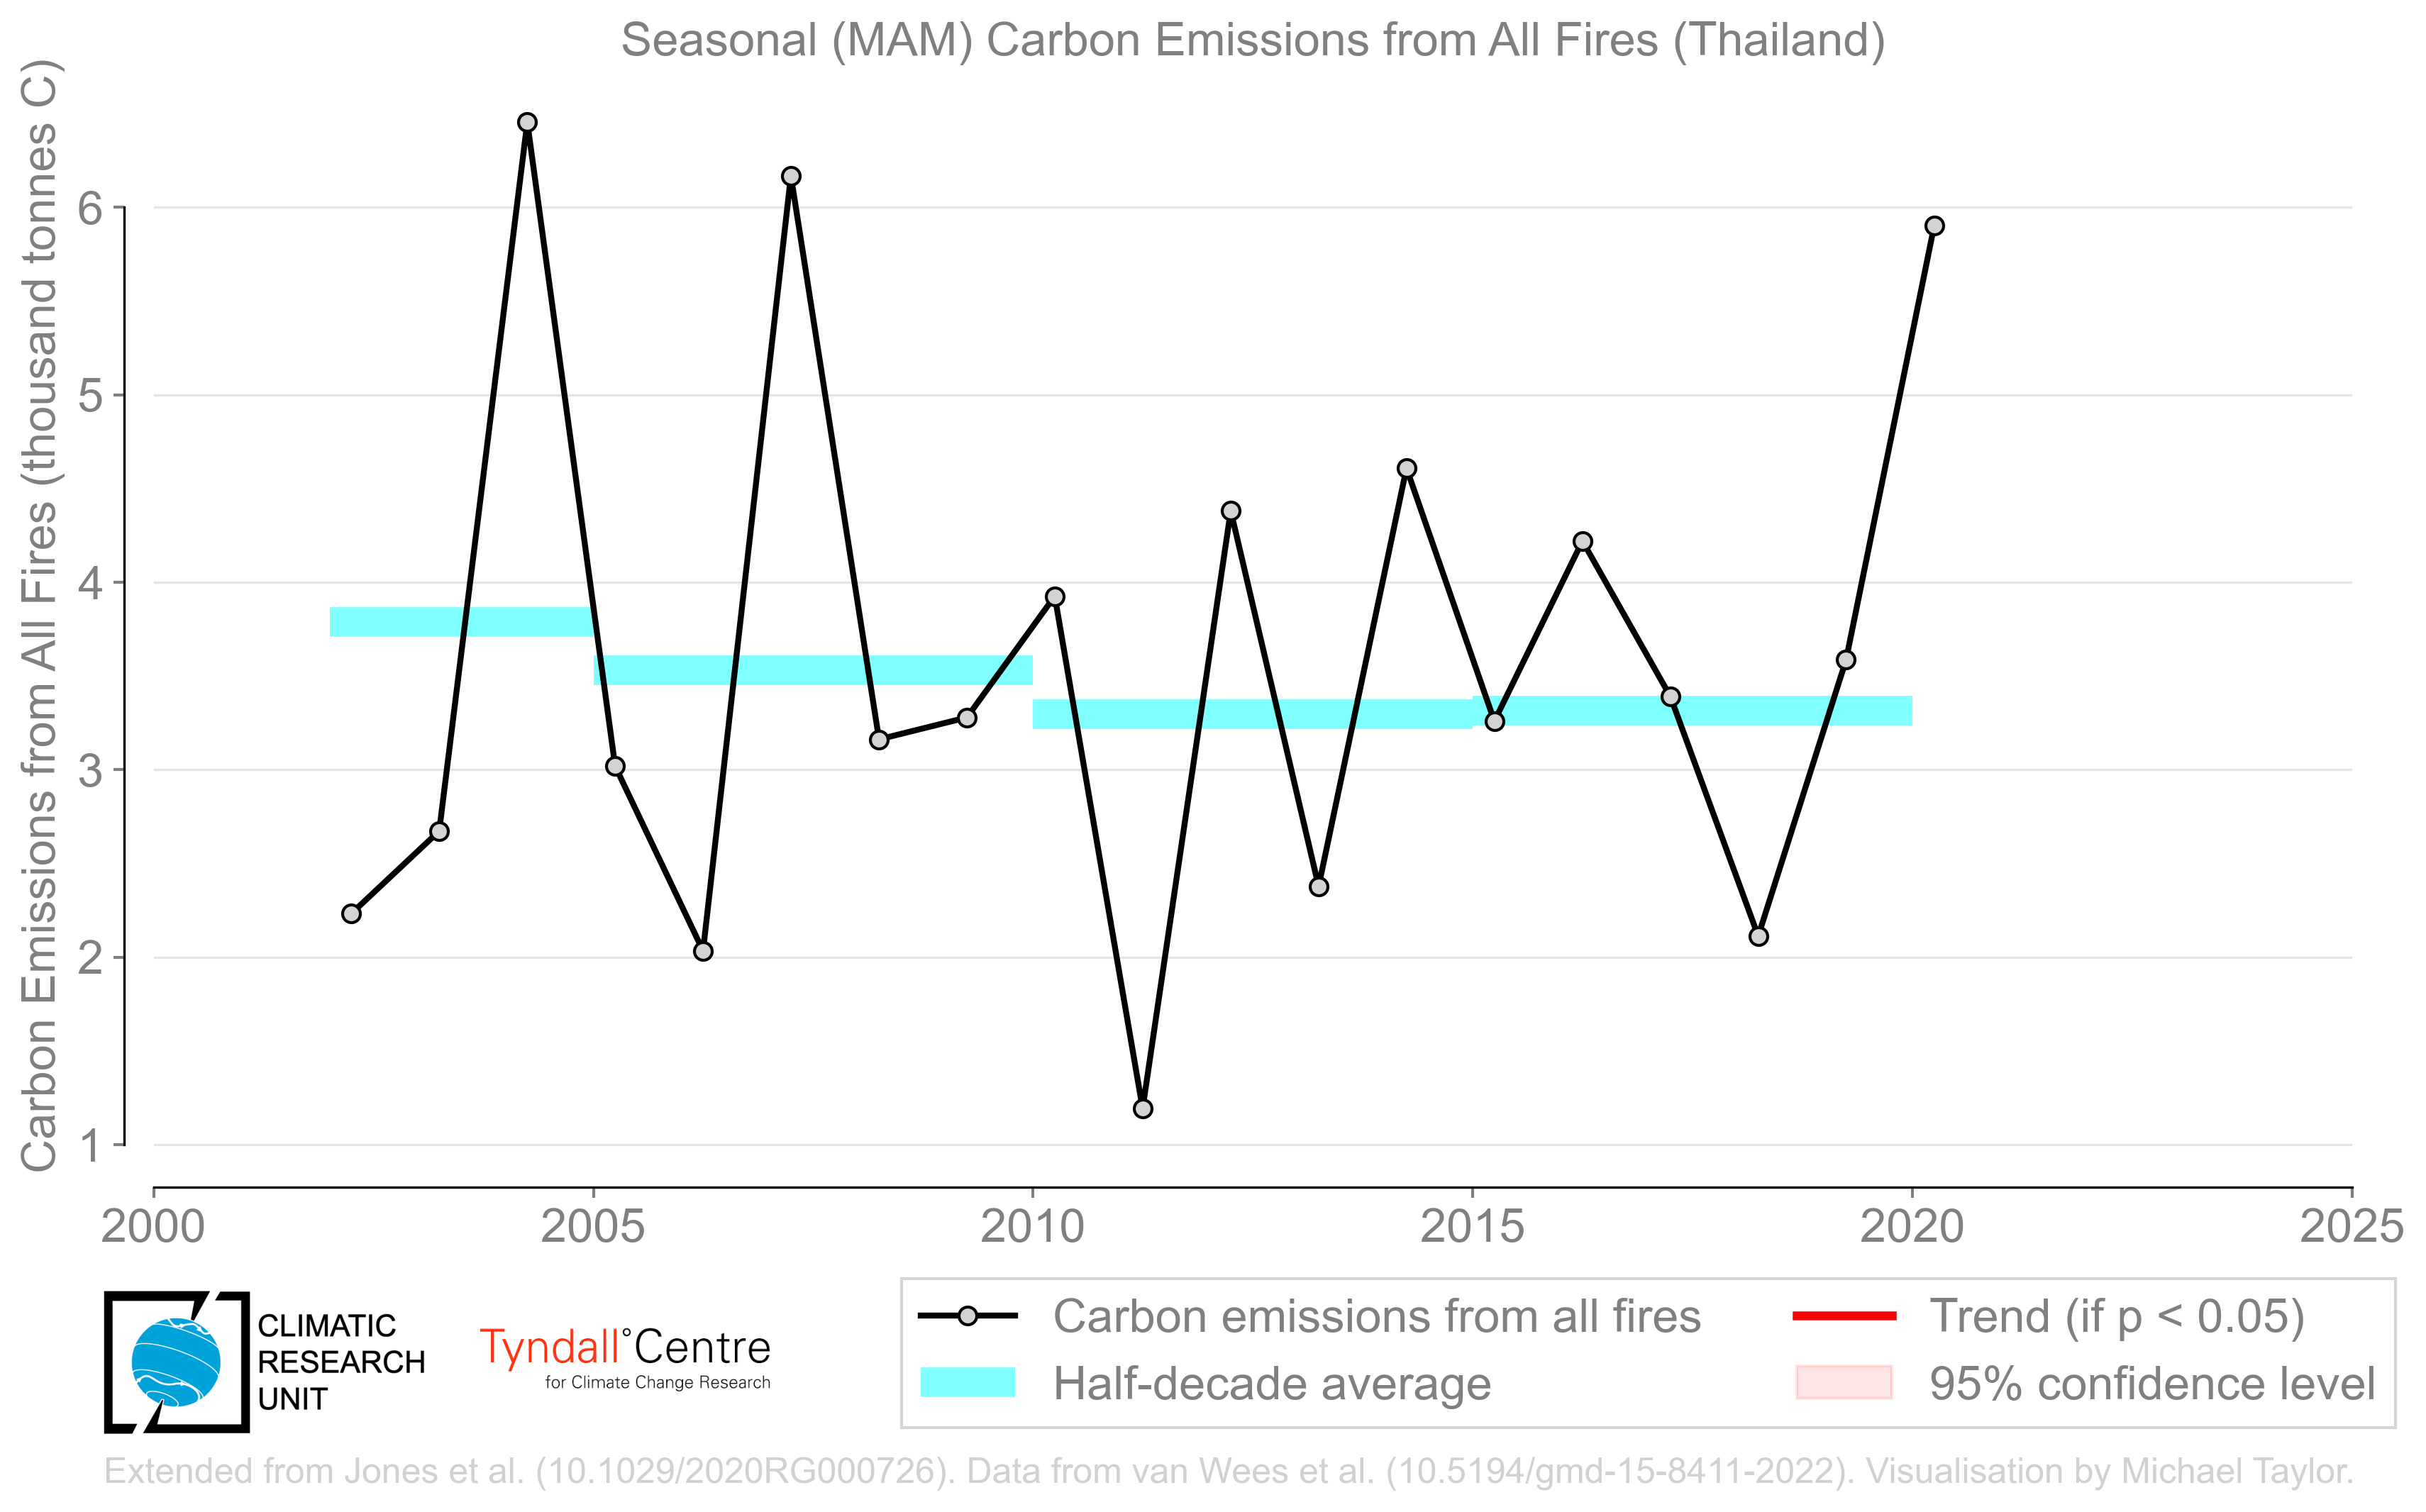 Seasonal (MAM) Carbon Emissions from All Fires (Thailand)
Carbon Emissions from All Fires (thousand tonnes C)
6
5
4
3
2
1
2000
2005
2010
2015
2020
2025
CLIMATIC
RESEARCH
UNIT
Tyndall°Centre
for Climate Change Research
Carbon emissions from all fires
Half-decade average
Trend (if p < 0.05)
95% confidence level
Extended from Jones et al. (10.1029/2020RG000726). Data from van Wees et al. (10.5194/gmd-15-8411-2022). Visualisation by Michael Taylor.